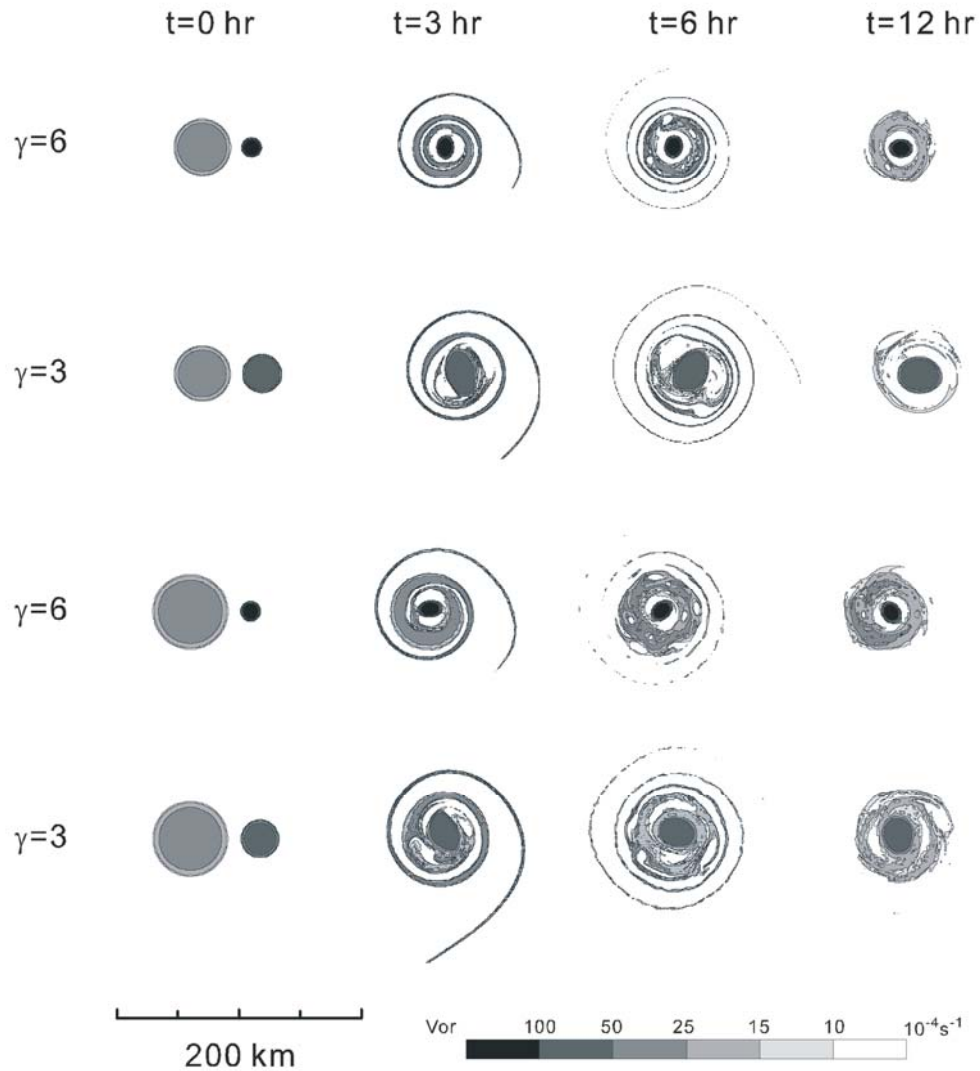 t=0 hr t=3 hr t=6 hr t=12 hr
γ=6
γ=3
γ=6
γ=3
200 km
Vor 100 50 25 15 10 10⁻⁴s⁻¹